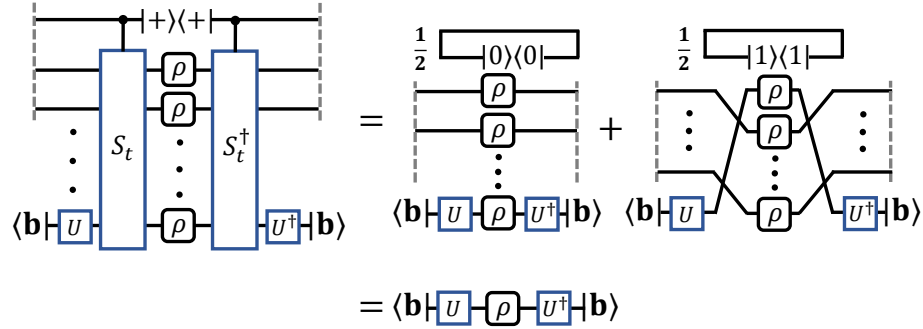 |+⟩⟨+|
ρ
ρ
S_t
S_t^†
ρ
⟨b| U
U^† |b⟩
=
1/2
|0⟩⟨0|
ρ
ρ
⟨b| U ρ U^† |b⟩
+
1/2
|1⟩⟨1|
ρ
ρ
⟨b| U ρ U^† |b⟩
= ⟨b| U ρ U^† |b⟩